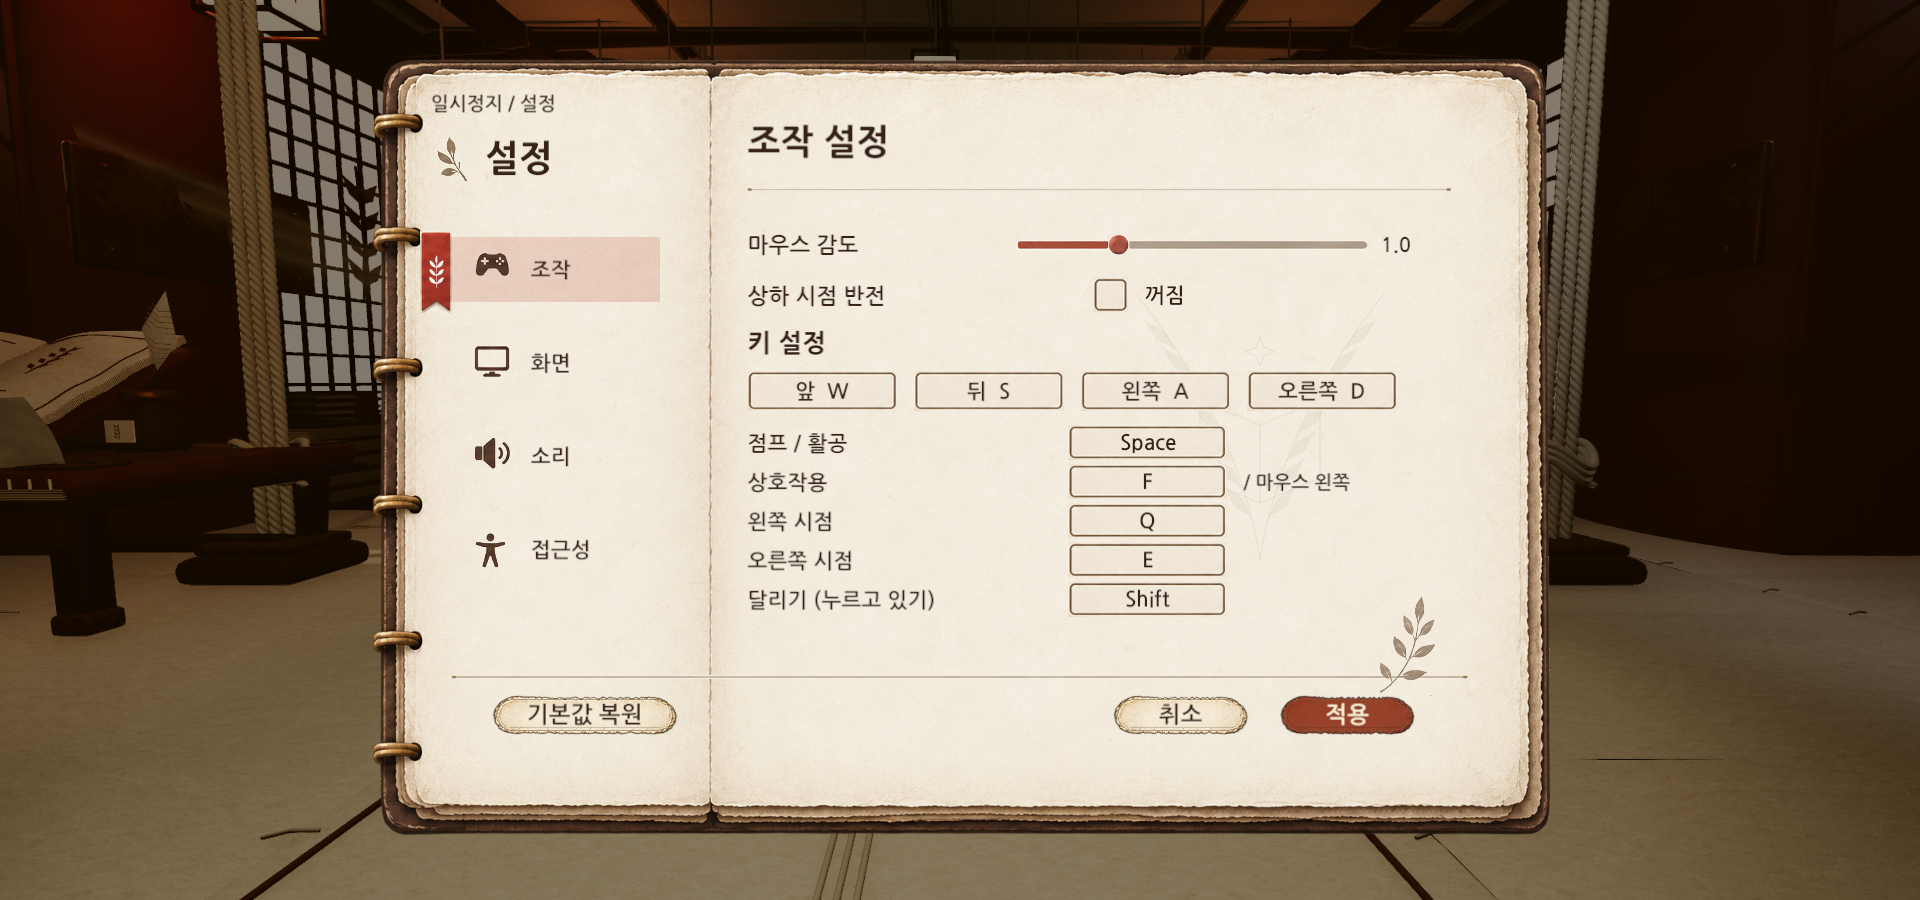 일시정지 / 설정
설정
조작
화면
소리
접근성
기본값 복원
조작 설정
마우스 감도 1.0
상하 시점 반전 꺼짐
키 설정
앞 W 뒤 S 왼쪽 A 오른쪽 D
점프 / 활공 Space
상호작용 F / 마우스 왼쪽
왼쪽 시점 Q
오른쪽 시점 E
달리기 (누르고 있기) Shift
취소 적용